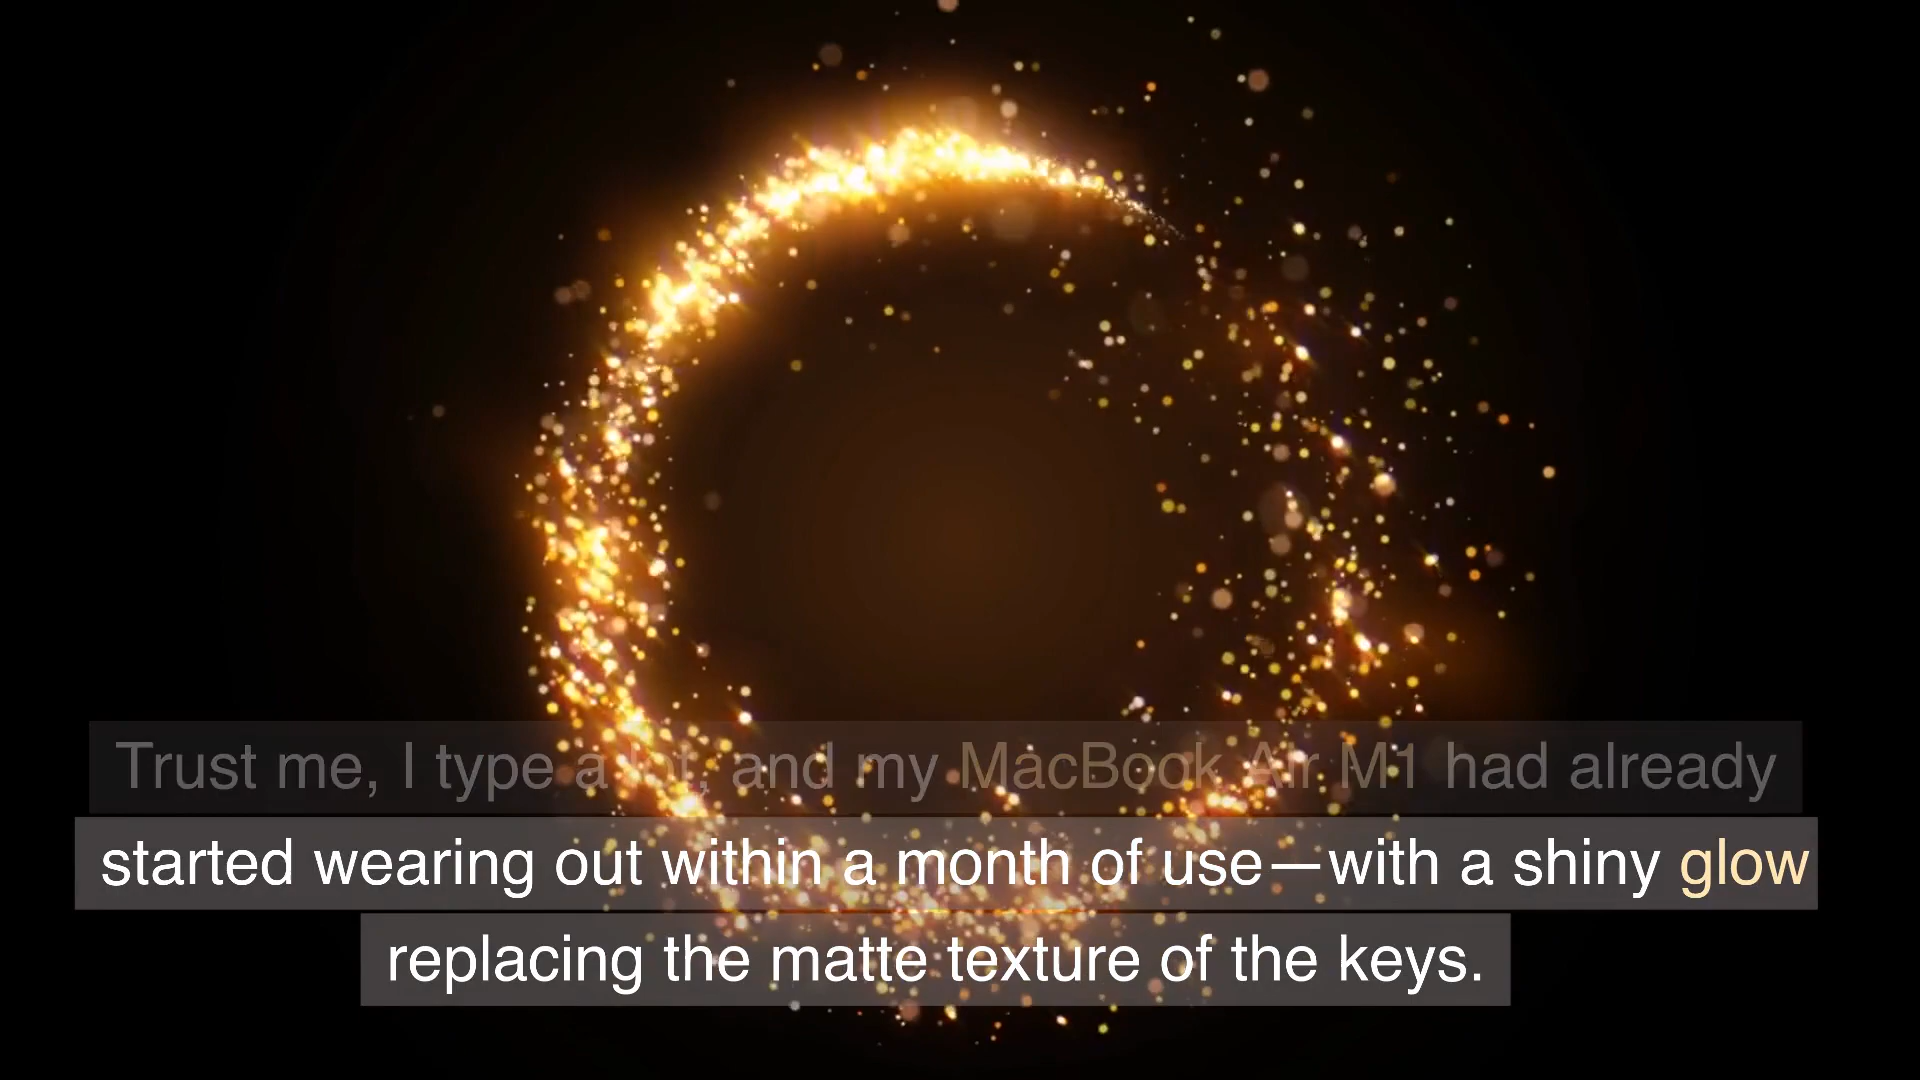 Trust me, I type a lot, and my MacBook Air M1 had already
started wearing out within a month of use—with a shiny glow
replacing the matte texture of the keys.